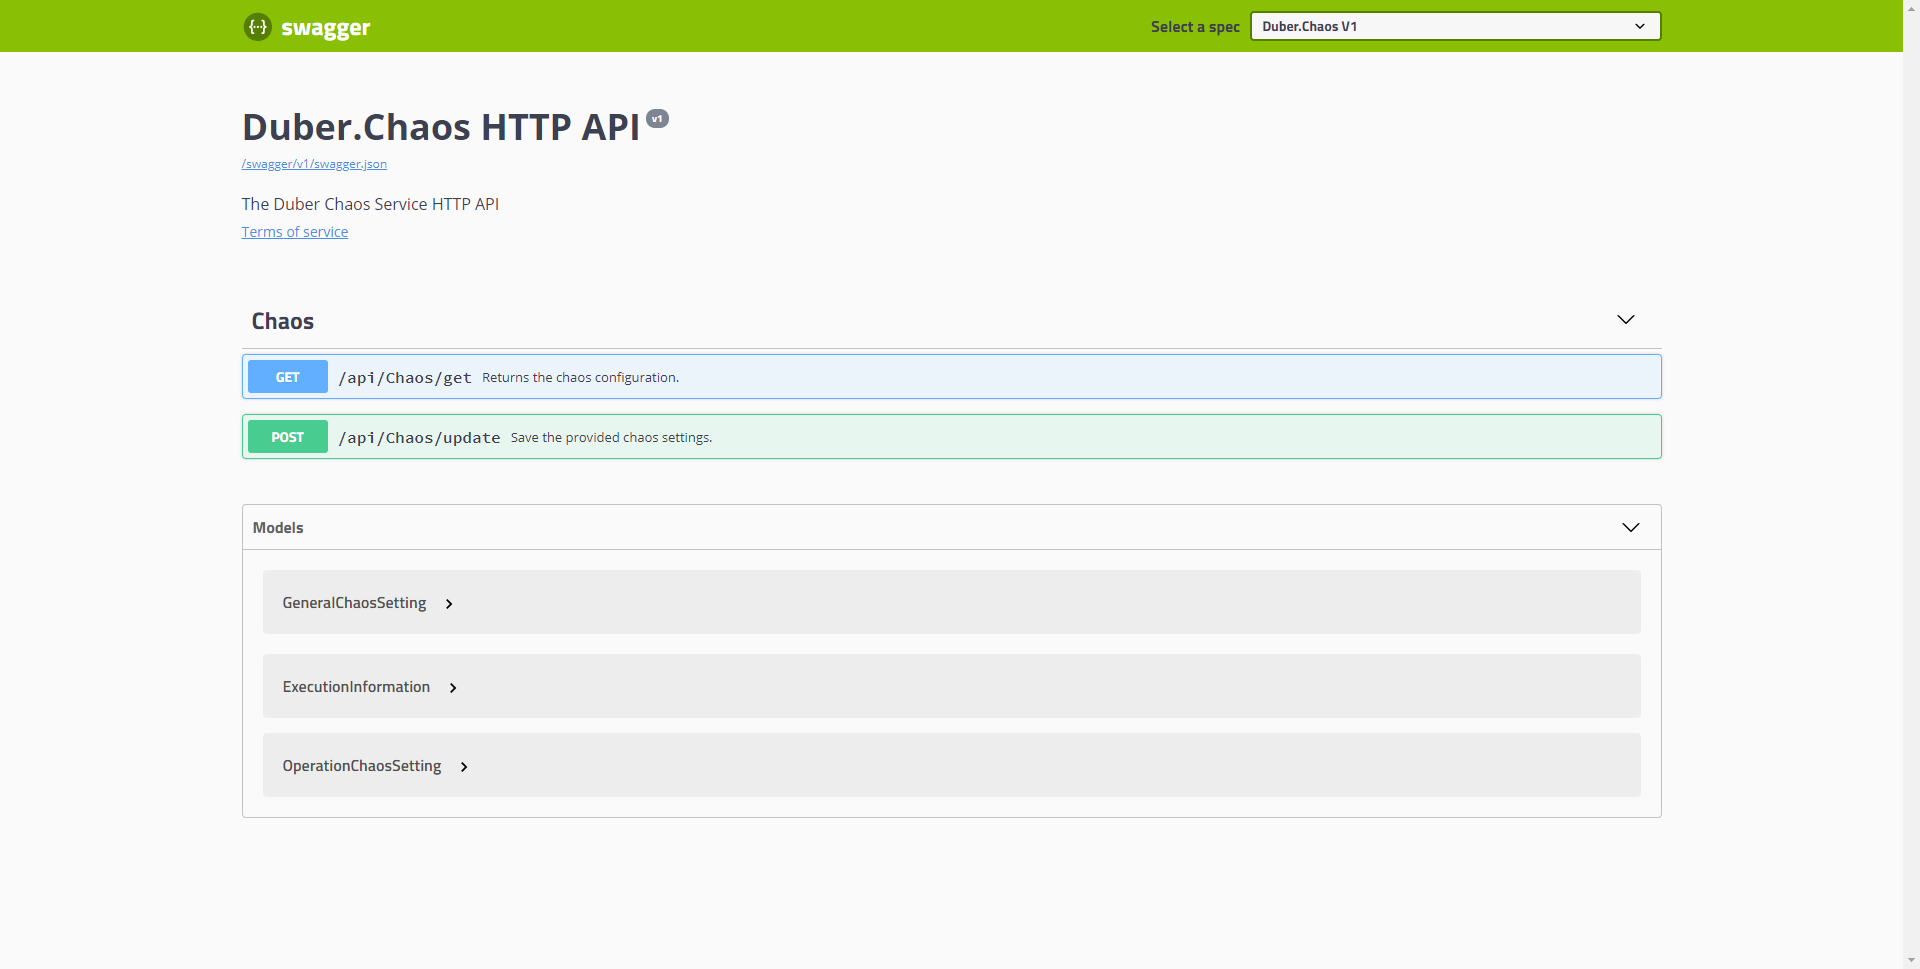 {··} swagger
Select a spec
Duber.Chaos V1
Duber.Chaos HTTP API v1
/swagger/v1/swagger.json
The Duber Chaos Service HTTP API
Terms of service
Chaos
GET /api/Chaos/get Returns the chaos configuration.
POST /api/Chaos/update Save the provided chaos settings.
Models
GeneralChaosSetting
ExecutionInformation
OperationChaosSetting